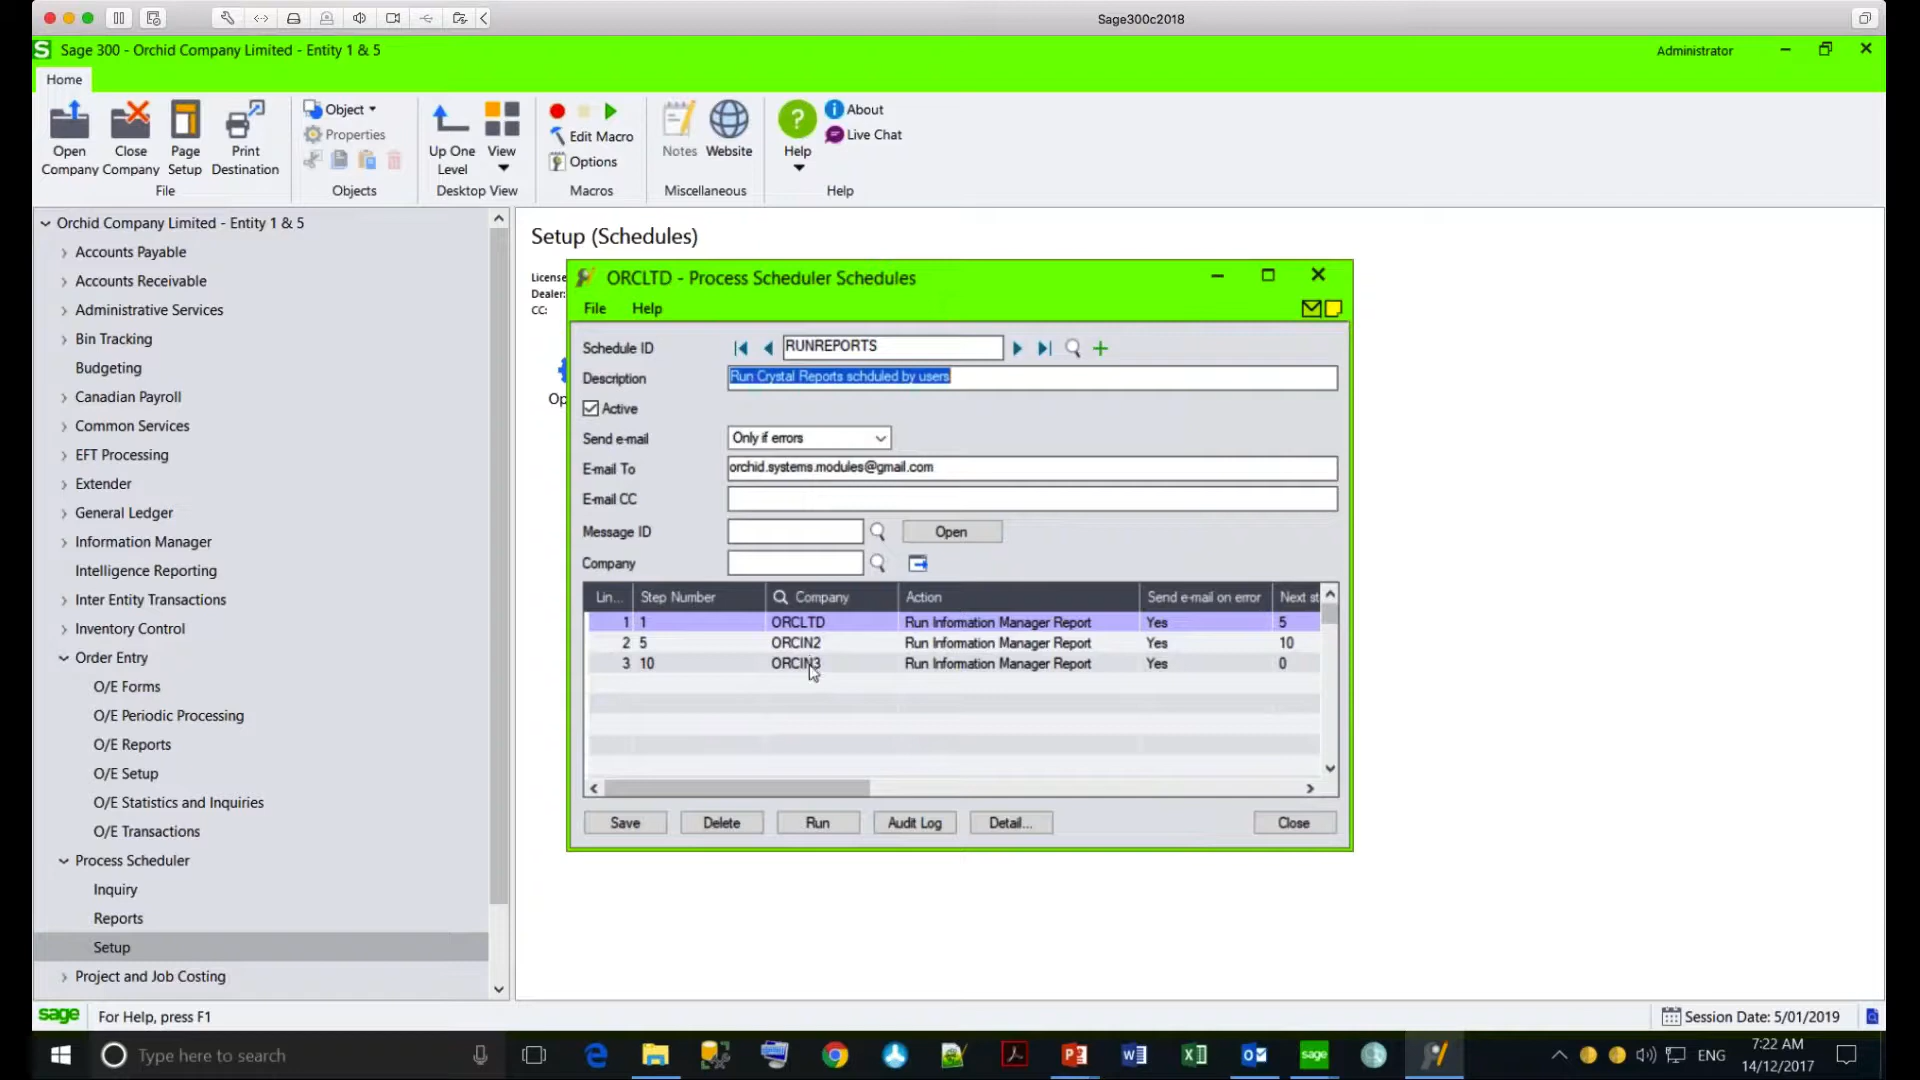 Sage300c2018
S Sage 300 - Orchid Company Limited - Entity 1 & 5
Administrator
Home
Open Company
Close Company
Page Setup
Print Destination
File
Object
Properties
Objects
Up One Level
View
Desktop View
Edit Macro
Options
Macros
Notes
Website
Miscellaneous
Help
About
Live Chat
Help
Orchid Company Limited - Entity 1 & 5
Accounts Payable
Accounts Receivable
Administrative Services
Bin Tracking
Budgeting
Canadian Payroll
Common Services
EFT Processing
Extender
General Ledger
Information Manager
Intelligence Reporting
Inter Entity Transactions
Inventory Control
Order Entry
O/E Forms
O/E Periodic Processing
O/E Reports
O/E Setup
O/E Statistics and Inquiries
O/E Transactions
Process Scheduler
Inquiry
Reports
Setup
Project and Job Costing
Setup (Schedules)
License
Dealer:
CC:
Op
ORCLTD - Process Scheduler Schedules
File Help
Schedule ID RUNREPORTS
Description Run Crystal Reports schduled by users
Active
Send e-mail Only if errors
E-mail To orchid.systems.modules@gmail.com
E-mail CC
Message ID Open
Company
Lin... Step Number Company Action Send e-mail on error Next st
1 1 ORCLTD Run Information Manager Report Yes 5
2 5 ORCIN2 Run Information Manager Report Yes 10
3 10 ORCIN3 Run Information Manager Report Yes 0
Save Delete Run Audit Log Detail... Close
sage For Help, press F1
Session Date: 5/01/2019
Type here to search
sage
ENG
7:22 AM
14/12/2017